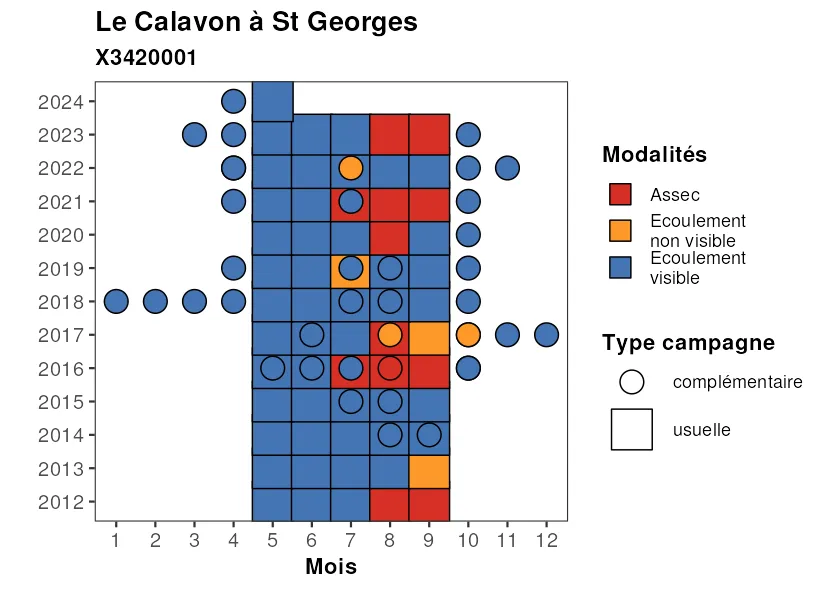 Le Calavon à St Georges
X3420001
2024
2023
2022
2021
2020
2019
2018
2017
2016
2015
2014
2013
2012
1 2 3 4 5 6 7 8 9 10 11 12
Mois
Modalités
Assec
Ecoulement
non visible
Ecoulement
visible
Type campagne
complémentaire
usuelle